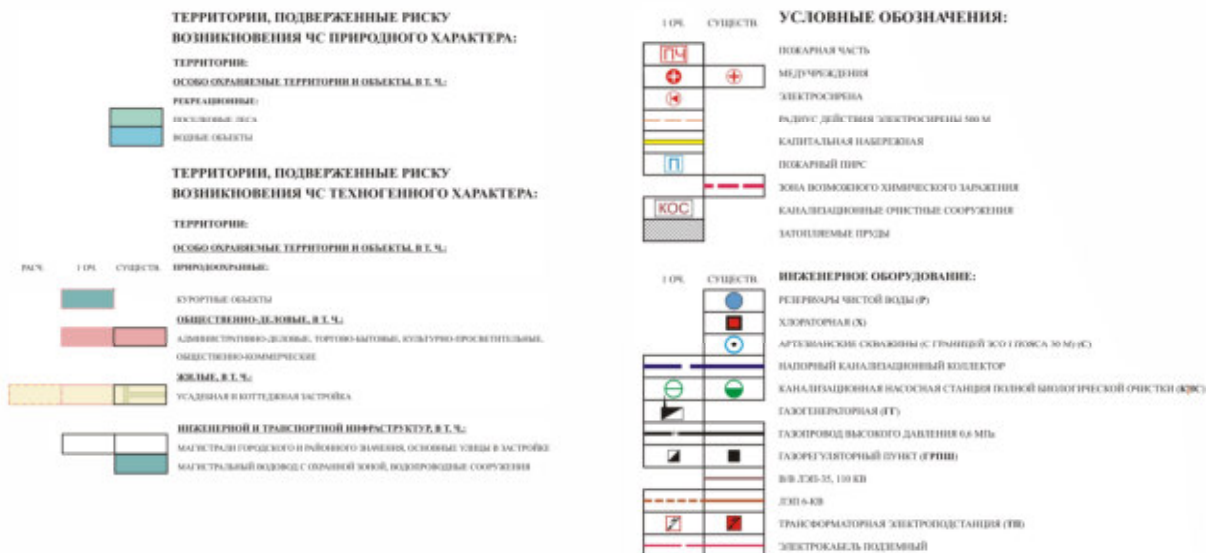 ТЕРРИТОРИИ, ПОДВЕРЖЕННЫЕ РИСКУ
ВОЗНИКНОВЕНИЯ ЧС ПРИРОДНОГО ХАРАКТЕРА:
ТЕРРИТОРИИ:
ОСОБО ОХРАНЯЕМЫЕ ТЕРРИТОРИИ И ОБЪЕКТЫ, В Т. Ч.:
РЕКРЕАЦИОННЫЕ:
ПОСЕЛКОВЫЕ ЛЕСА
ВОДНЫЕ ОБЪЕКТЫ
ТЕРРИТОРИИ, ПОДВЕРЖЕННЫЕ РИСКУ
ВОЗНИКНОВЕНИЯ ЧС ТЕХНОГЕННОГО ХАРАКТЕРА:
ТЕРРИТОРИИ:
ОСОБО ОХРАНЯЕМЫЕ ТЕРРИТОРИИ И ОБЪЕКТЫ, В Т. Ч.:
РАСЧ. 1 ОЧ. СУЩЕСТВ. ПРИРОДООХРАННЫЕ:
КУРОРТНЫЕ ОБЪЕКТЫ
ОБЩЕСТВЕННО-ДЕЛОВЫЕ, В Т. Ч.:
АДМИНИСТРАТИВНО-ДЕЛОВЫЕ, ТОРГОВО-БЫТОВЫЕ, КУЛЬТУРНО-ПРОСВЕТИТЕЛЬНЫЕ,
ОБЩЕСТВЕННО-КОММЕРЧЕСКИЕ
ЖИЛЫЕ, В Т. Ч.:
УСАДЕБНАЯ И КОТТЕДЖНАЯ ЗАСТРОЙКА
ИНЖЕНЕРНОЙ И ТРАНСПОРТНОЙ ИНФРАСТРУКТУР, В Т. Ч.:
МАГИСТРАЛИ ГОРОДСКОГО И РАЙОННОГО ЗНАЧЕНИЯ, ОСНОВНЫЕ УЛИЦЫ В ЗАСТРОЙКЕ
МАГИСТРАЛЬНЫЙ ВОДОВОД С ОХРАННОЙ ЗОНОЙ, ВОДОПРОВОДНЫЕ СООРУЖЕНИЯ
1 ОЧ. СУЩЕСТВ. УСЛОВНЫЕ ОБОЗНАЧЕНИЯ:
ПЧ ПОЖАРНАЯ ЧАСТЬ
МЕДУЧРЕЖДЕНИЯ
ЭЛЕКТРОСИРЕНА
РАДИУС ДЕЙСТВИЯ ЭЛЕКТРОСИРЕНЫ 500 М
КАПИТАЛЬНАЯ НАБЕРЕЖНАЯ
П ПОЖАРНЫЙ ПИРС
ЗОНА ВОЗМОЖНОГО ХИМИЧЕСКОГО ЗАРАЖЕНИЯ
КОС КАНАЛИЗАЦИОННЫЕ ОЧИСТНЫЕ СООРУЖЕНИЯ
ЗАТОПЛЯЕМЫЕ ПРУДЫ
1 ОЧ. СУЩЕСТВ. ИНЖЕНЕРНОЕ ОБОРУДОВАНИЕ:
РЕЗЕРВУАРЫ ЧИСТОЙ ВОДЫ (Р)
ХЛОРАТОРНАЯ (Х)
АРТЕЗИАНСКИЕ СКВАЖИНЫ (С ГРАНИЦЕЙ ЗСО I ПОЯСА 30 М) (С)
НАПОРНЫЙ КАНАЛИЗАЦИОННЫЙ КОЛЛЕКТОР
КАНАЛИЗАЦИОННАЯ НАСОСНАЯ СТАНЦИЯ ПОЛНОЙ БИОЛОГИЧЕСКОЙ ОЧИСТКИ
ГАЗОГЕНЕРАТОРНАЯ (ГГ)
ГАЗОПРОВОД ВЫСОКОГО ДАВЛЕНИЯ 0,6 МПа
ГАЗОРЕГУЛЯТОРНЫЙ ПУНКТ (ГРПШ)
В/В ЛЭП-35, 110 КВ
ЛЭП 6-КВ
ТРАНСФОРМАТОРНАЯ ЭЛЕКТРОПОДСТАНЦИЯ (ТП)
ЭЛЕКТРОКАБЕЛЬ ПОДЗЕМНЫЙ